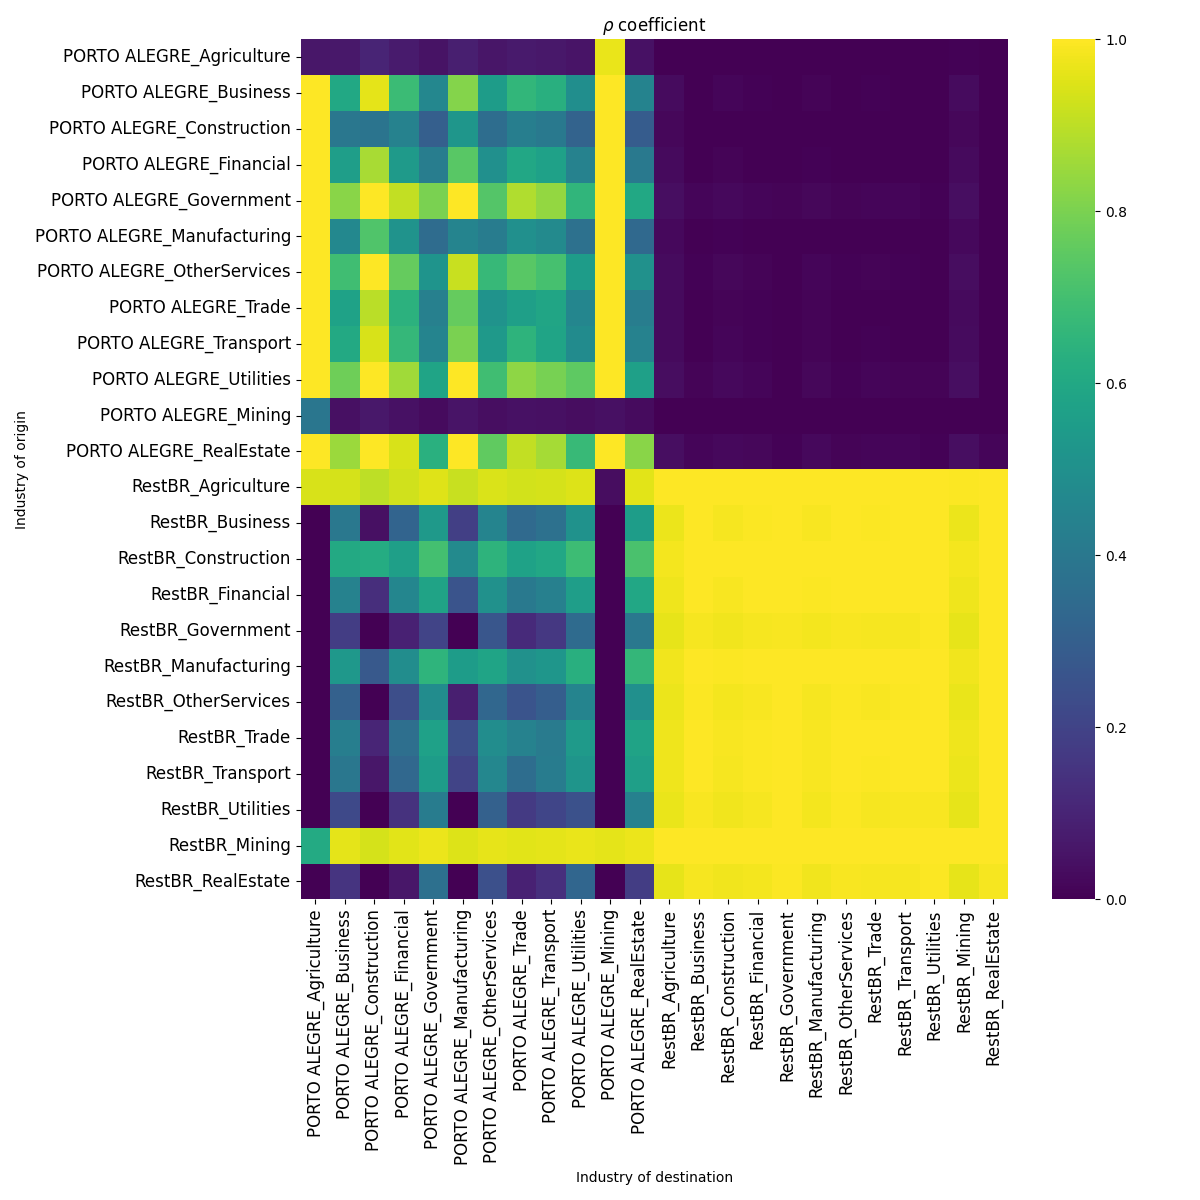 ρ coefficient
PORTO ALEGRE_Agriculture
PORTO ALEGRE_Business
PORTO ALEGRE_Construction
PORTO ALEGRE_Financial
PORTO ALEGRE_Government
PORTO ALEGRE_Manufacturing
PORTO ALEGRE_OtherServices
PORTO ALEGRE_Trade
PORTO ALEGRE_Transport
PORTO ALEGRE_Utilities
PORTO ALEGRE_Mining
PORTO ALEGRE_RealEstate
RestBR_Agriculture
RestBR_Business
RestBR_Construction
RestBR_Financial
RestBR_Government
RestBR_Manufacturing
RestBR_OtherServices
RestBR_Trade
RestBR_Transport
RestBR_Utilities
RestBR_Mining
RestBR_RealEstate
Industry of origin
PORTO ALEGRE_Agriculture
PORTO ALEGRE_Business
PORTO ALEGRE_Construction
PORTO ALEGRE_Financial
PORTO ALEGRE_Government
PORTO ALEGRE_Manufacturing
PORTO ALEGRE_OtherServices
PORTO ALEGRE_Trade
PORTO ALEGRE_Transport
PORTO ALEGRE_Utilities
PORTO ALEGRE_Mining
PORTO ALEGRE_RealEstate
RestBR_Agriculture
RestBR_Business
RestBR_Construction
RestBR_Financial
RestBR_Government
RestBR_Manufacturing
RestBR_OtherServices
RestBR_Trade
RestBR_Transport
RestBR_Utilities
RestBR_Mining
RestBR_RealEstate
Industry of destination
1.0
0.8
0.6
0.4
0.2
0.0